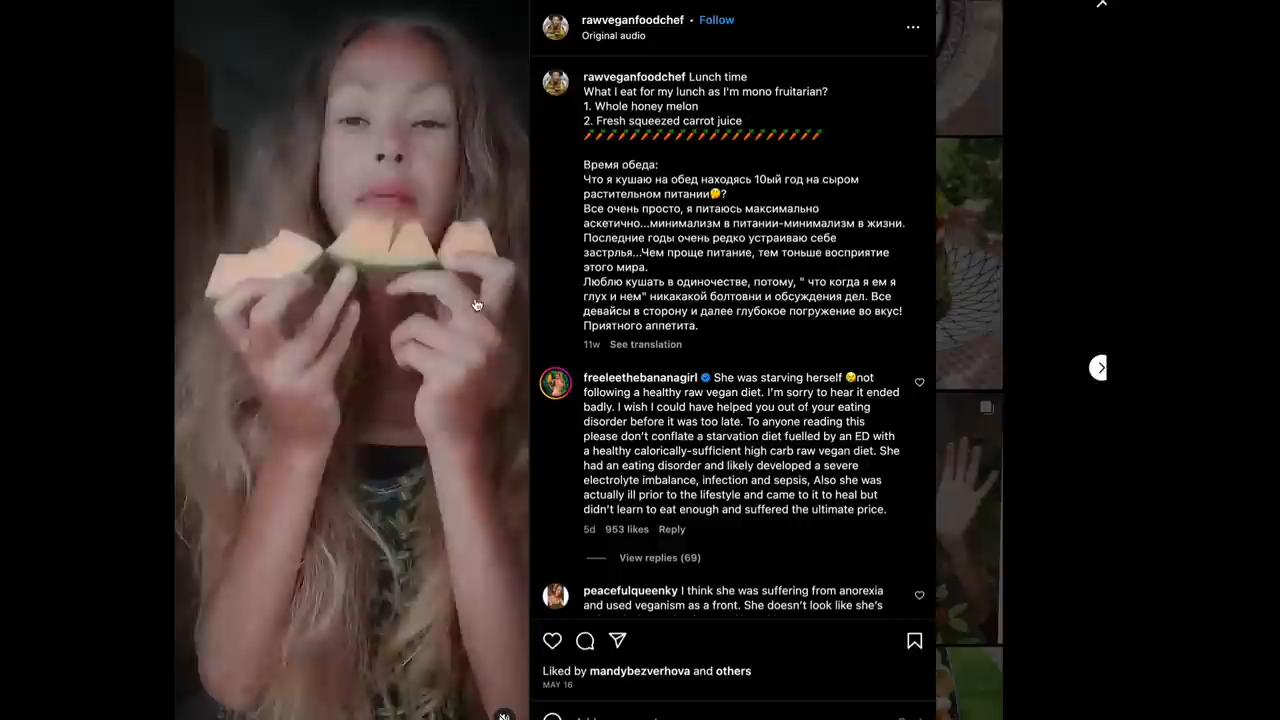 rawveganfoodchef • Follow
Original audio
rawveganfoodchef Lunch time
What I eat for my lunch as I'm mono fruitarian?
1. Whole honey melon
2. Fresh squeezed carrot juice
🥕🥕🥕🥕🥕🥕🥕🥕🥕🥕🥕🥕🥕🥕🥕🥕🥕🥕🥕🥕
Время обеда:
Что я кушаю на обед находясь 10ый год на сыром
растительном питании🤔?
Все очень просто, я питаюсь максимально
аскетично...минимализм в питании-минимализм в жизни.
Последние годы очень редко устраиваю себе
застрлья...Чем проще питание, тем тоньше восприятие
этого мира.
Люблю кушать в одиночестве, потому, " что когда я ем я
глух и нем" никакакой болтовни и обсуждения дел. Все
девайсы в сторону и далее глубокое погружение во вкус!
Приятного аппетита.
11w See translation
freeleethebananagirl She was starving herself 😢not
following a healthy raw vegan diet. I'm sorry to hear it ended
badly. I wish I could have helped you out of your eating
disorder before it was too late. To anyone reading this
please don't conflate a starvation diet fuelled by an ED with
a healthy calorically-sufficient high carb raw vegan diet. She
had an eating disorder and likely developed a severe
electrolyte imbalance, infection and sepsis, Also she was
actually ill prior to the lifestyle and came to it to heal but
didn't learn to eat enough and suffered the ultimate price.
5d 953 likes Reply
View replies (69)
peacefulqueenky I think she was suffering from anorexia
and used veganism as a front. She doesn't look like she's
Liked by mandybezverhova and others
MAY 16